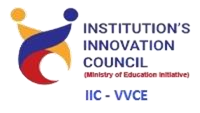 INSTITUTION'S
INNOVATION
COUNCIL
(Ministry of Education Initiative)
IIC - VVCE